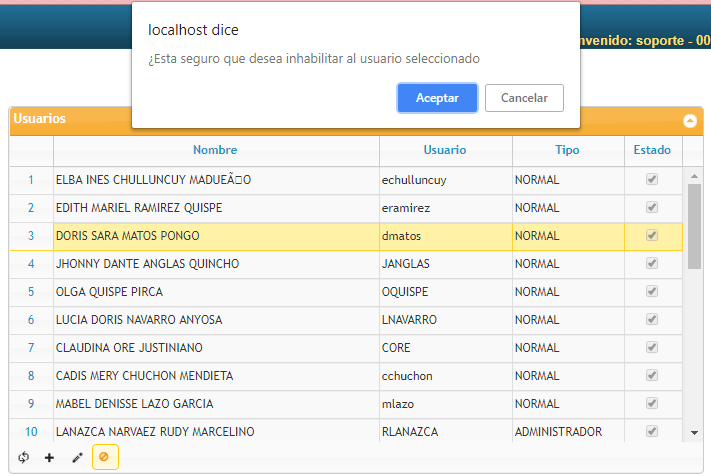 localhost dice
¿Esta seguro que desea inhabilitar al usuario seleccionado
Aceptar Cancelar
nvenido: soporte - 00
Usuarios
Nombre Usuario Tipo Estado
1 ELBA INES CHULLUNCUY MADUEÃ□O echulluncuy NORMAL
2 EDITH MARIEL RAMIREZ QUISPE eramirez NORMAL
3 DORIS SARA MATOS PONGO dmatos NORMAL
4 JHONNY DANTE ANGLAS QUINCHO JANGLAS NORMAL
5 OLGA QUISPE PIRCA OQUISPE NORMAL
6 LUCIA DORIS NAVARRO ANYOSA LNAVARRO NORMAL
7 CLAUDINA ORE JUSTINIANO CORE NORMAL
8 CADIS MERY CHUCHON MENDIETA cchuchon NORMAL
9 MABEL DENISSE LAZO GARCIA mlazo NORMAL
10 LANAZCA NARVAEZ RUDY MARCELINO RLANAZCA ADMINISTRADOR